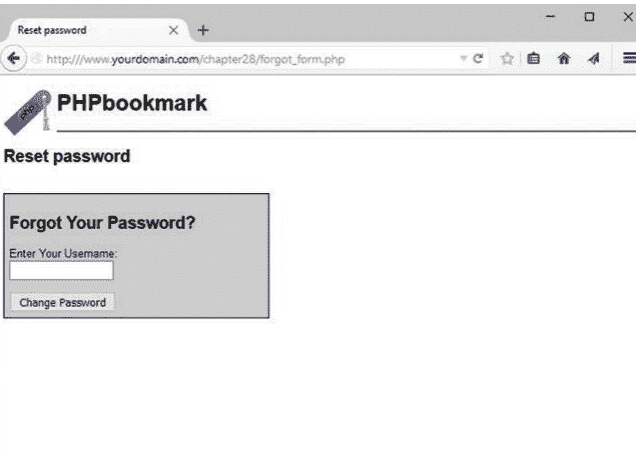 Reset password
http://www.yourdomain.com/chapter28/forgot_form.php
php
PHPbookmark
Reset password
Forgot Your Password?
Enter Your Username:
Change Password